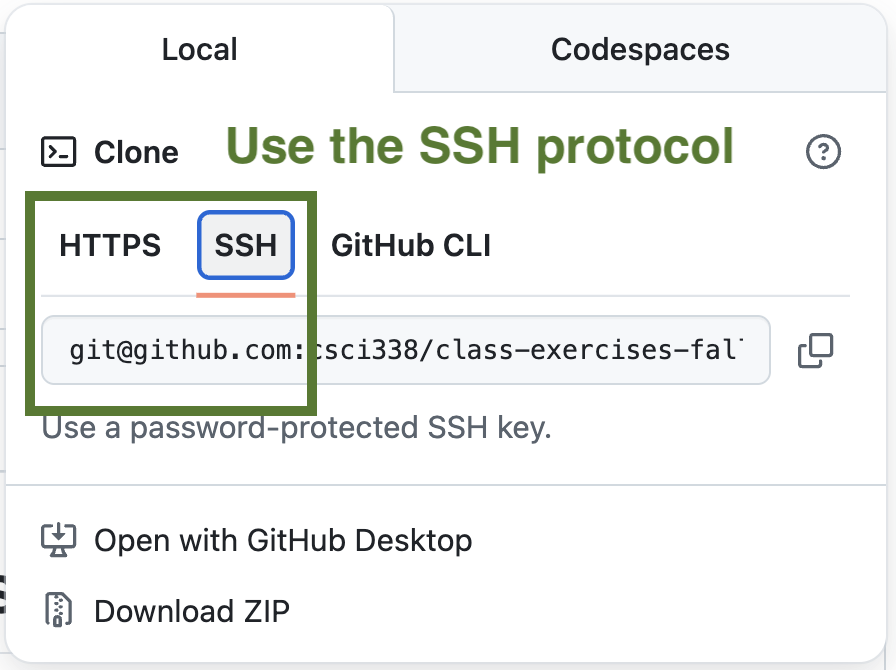 Local
Codespaces
Clone
Use the SSH protocol
HTTPS
SSH
GitHub CLI
git@github.com:csci338/class-exercises-fal
Use a password-protected SSH key.
Open with GitHub Desktop
Download ZIP